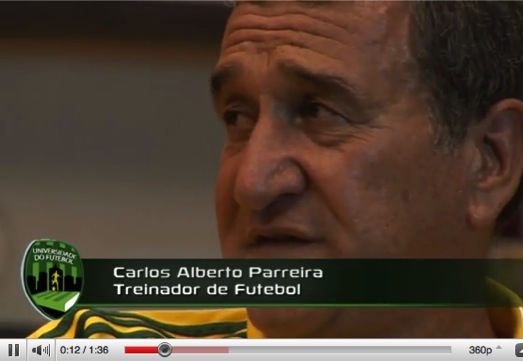 UNIVERSIDADE
DO FUTEBOL
Carlos Alberto Parreira
Treinador de Futebol
0:12 / 1:36
360p